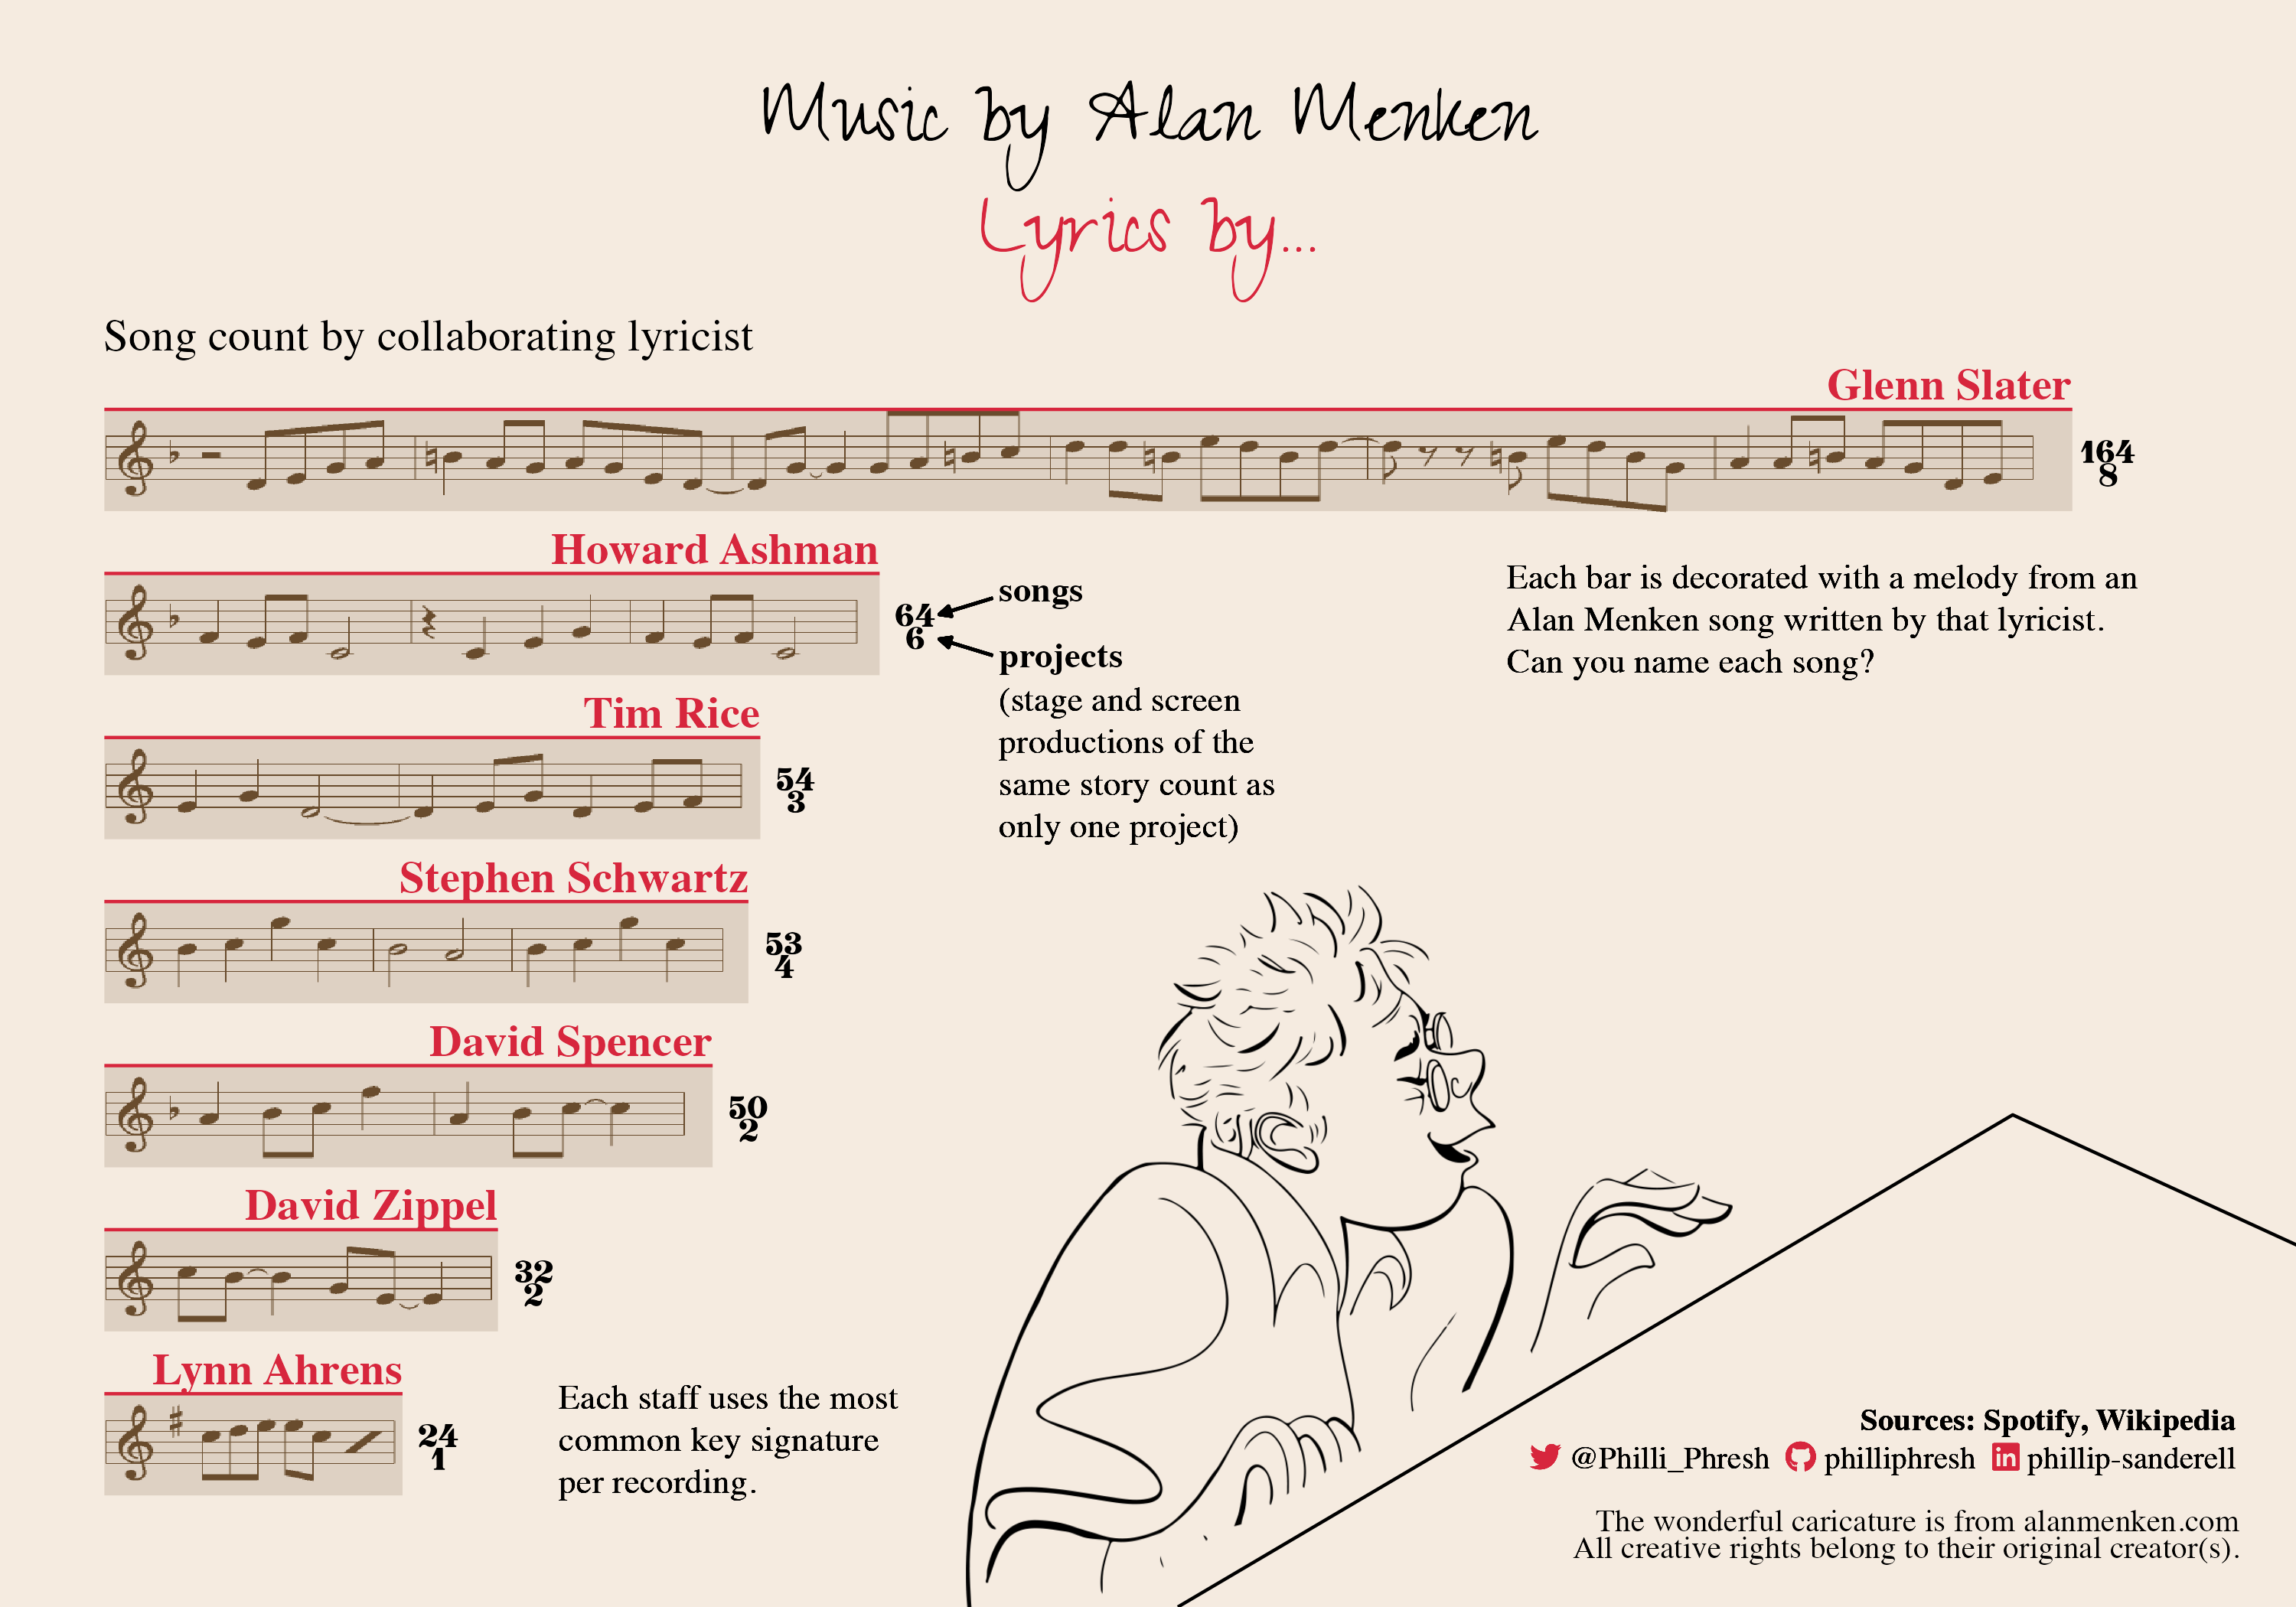 Music by Alan Menken
Lyrics by...
Song count by collaborating lyricist
Glenn Slater
164
8
Howard Ashman
64
6
songs
projects
(stage and screen
productions of the
same story count as
only one project)
Each bar is decorated with a melody from an
Alan Menken song written by that lyricist.
Can you name each song?
Tim Rice
54
3
Stephen Schwartz
53
4
David Spencer
50
2
David Zippel
32
2
Lynn Ahrens
24
1
Each staff uses the most
common key signature
per recording.
Sources: Spotify, Wikipedia
@Philli_Phresh philliphresh phillip-sanderell
The wonderful caricature is from alanmenken.com
All creative rights belong to their original creator(s).